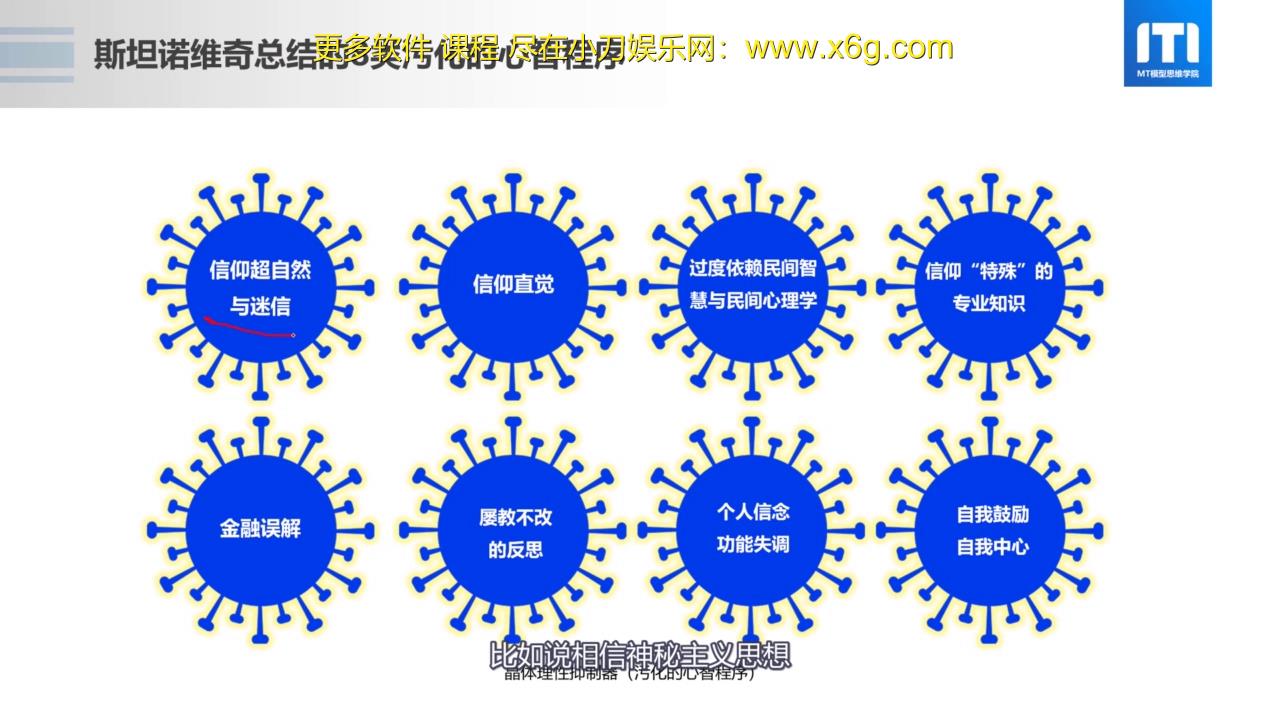 斯坦诺维奇总结的8类污化的心智程序
更多软件 课程 尽在小刀娱乐网：www.x6g.com
MT模型思维学院
信仰超自然
与迷信
信仰直觉
过度依赖民间智
慧与民间心理学
信仰“特殊”的
专业知识
金融误解
屡教不改
的反思
个人信念
功能失调
自我鼓励
自我中心
比如说相信神秘主义思想
晶体理性抑制器（污化的心智程序）